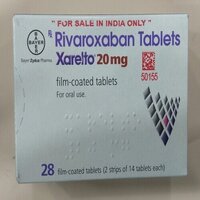 "FOR SALE IN INDIA ONLY"
BAYER
Bayer Zydus Pharma
Rivaroxaban Tablets
Xarelto® 20 mg
50155
film-coated tablets
For oral use.
28 film-coated tablets (2 strips of 14 tablets each)